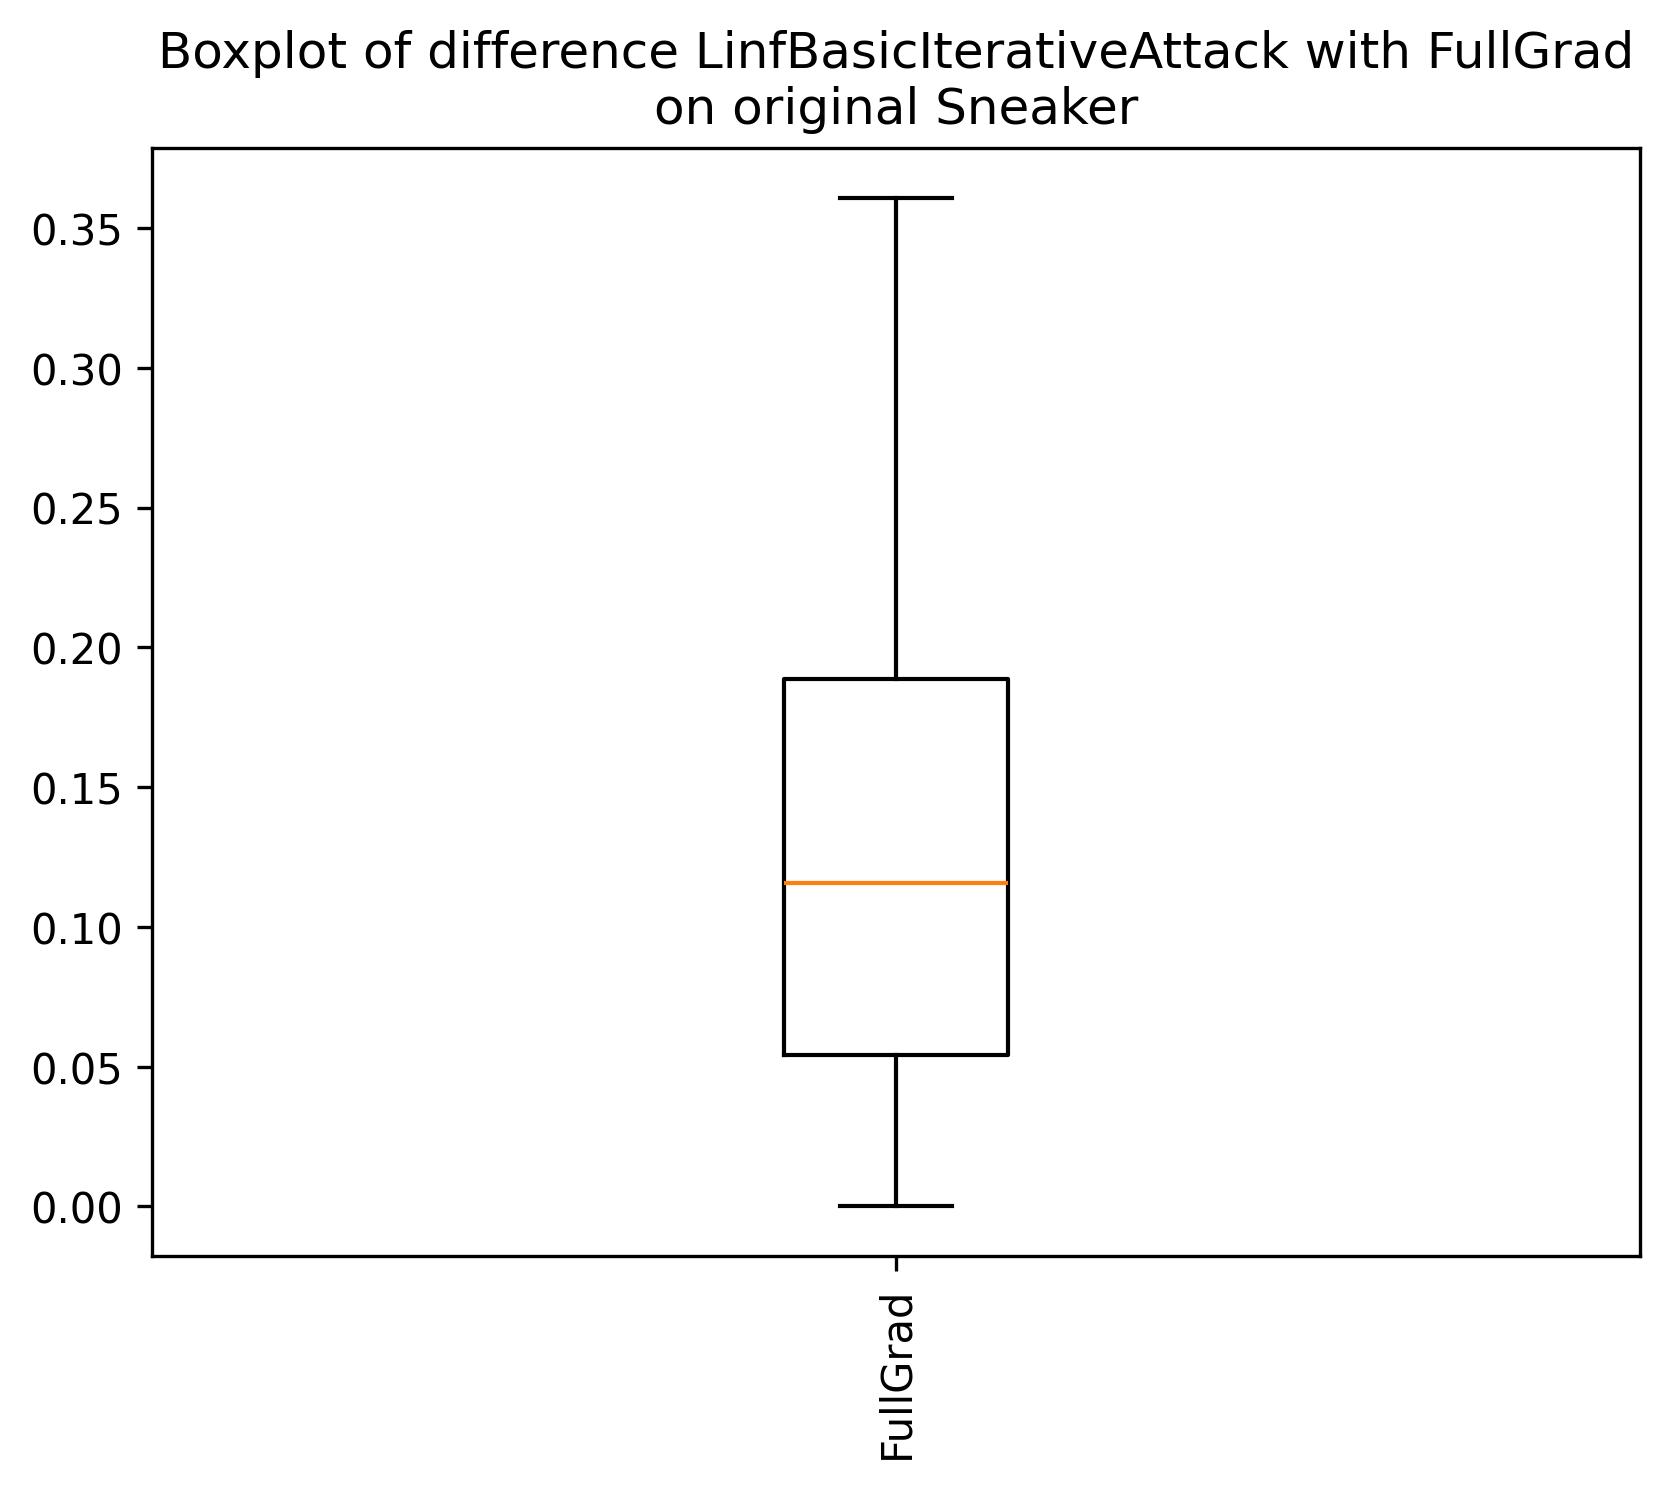 Boxplot of difference LinfBasicIterativeAttack with FullGrad
on original Sneaker
0.35
0.30
0.25
0.20
0.15
0.10
0.05
0.00
FullGrad